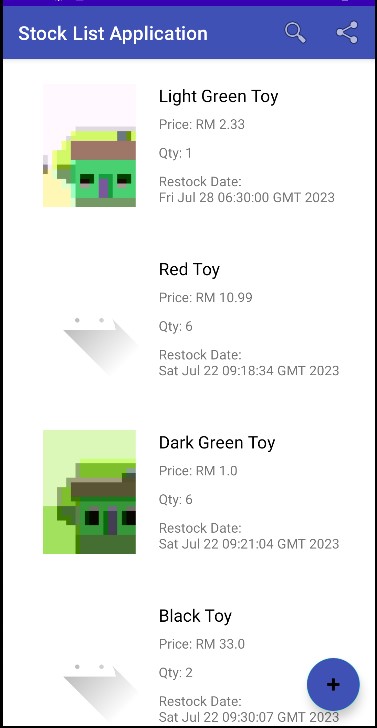 Stock List Application
Light Green Toy
Price: RM 2.33
Qty: 1
Restock Date:
Fri Jul 28 06:30:00 GMT 2023
Red Toy
Price: RM 10.99
Qty: 6
Restock Date:
Sat Jul 22 09:18:34 GMT 2023
Dark Green Toy
Price: RM 1.0
Qty: 6
Restock Date:
Sat Jul 22 09:21:04 GMT 2023
Black Toy
Price: RM 33.0
Qty: 2
Restock Date:
Sat Jul 22 09:30:07 GMT 2023
+